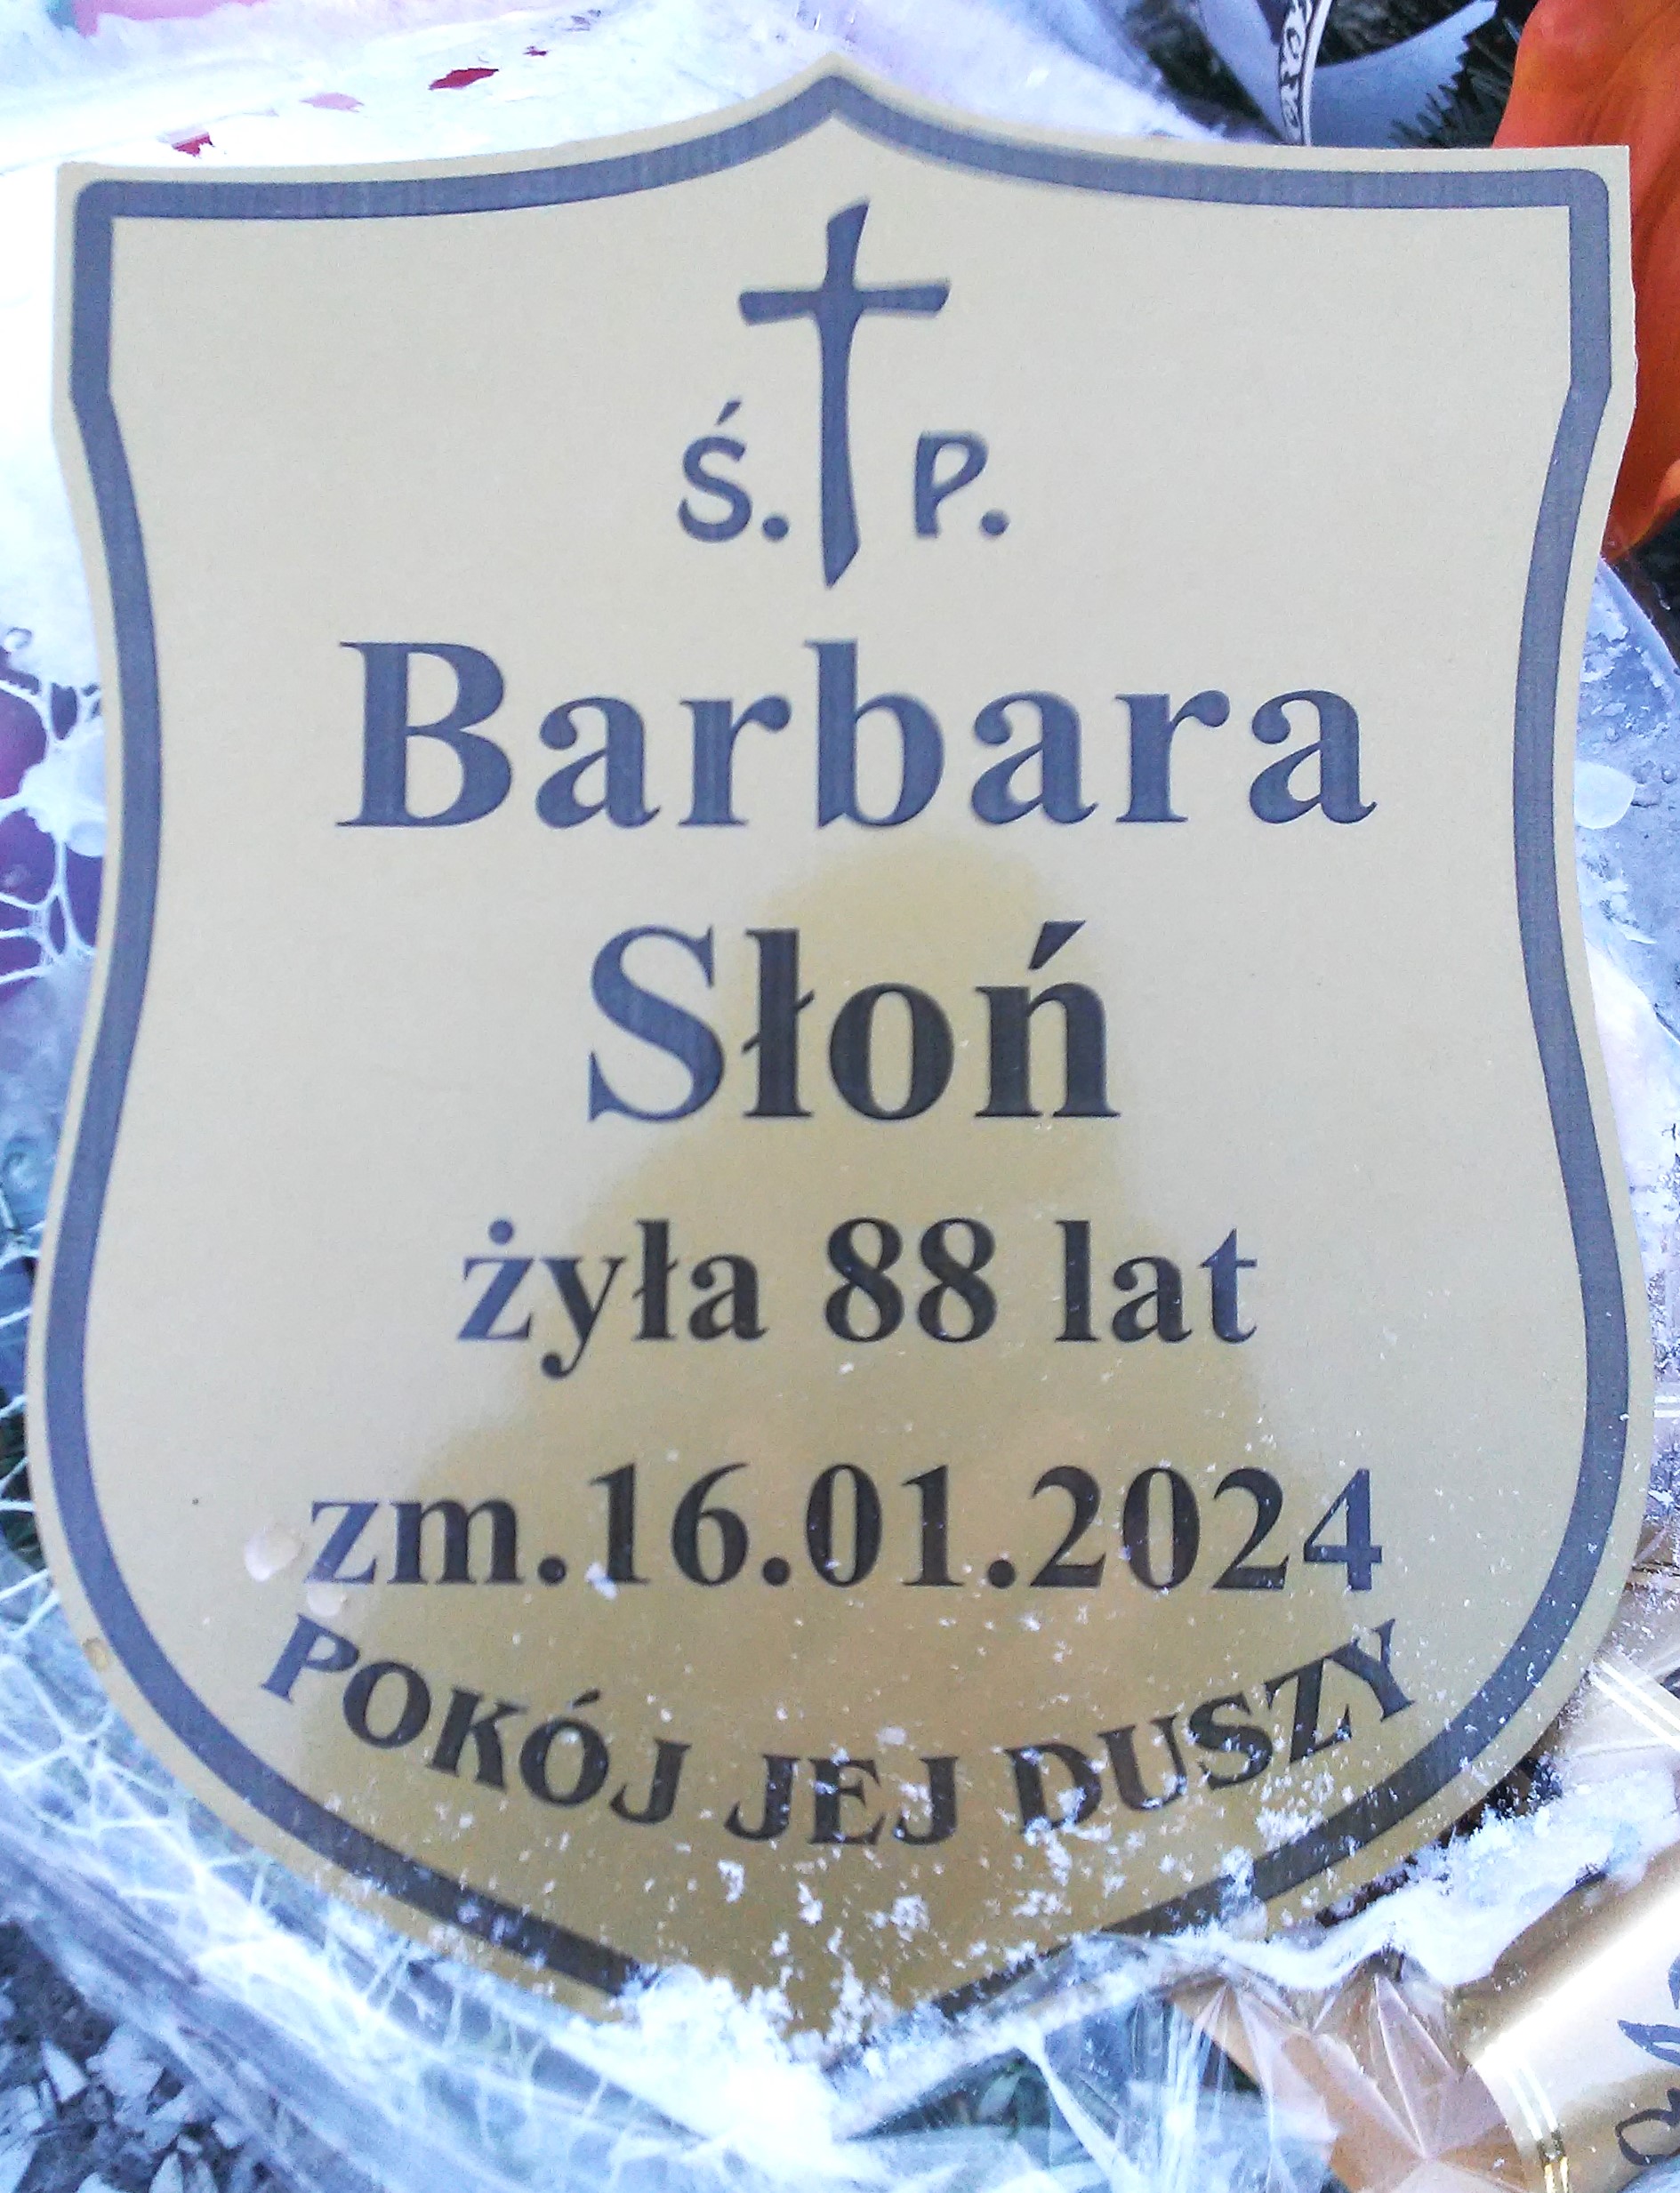 Ś. P.
Barbara
Słoń
żyła 88 lat
zm.16.01.2024
POKÓJ JEJ DUSZY